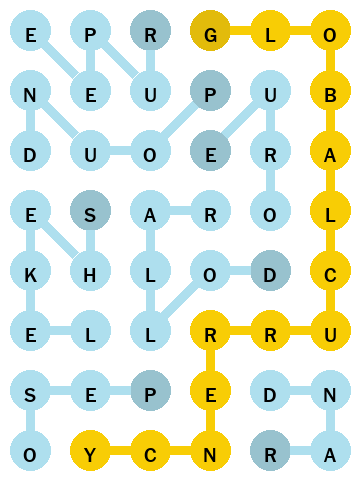 E P R G L O
N E U P U B
D U O E R A
E S A R O L
K H L O D C
E L L R R U
S E P E D N
O Y C N R A